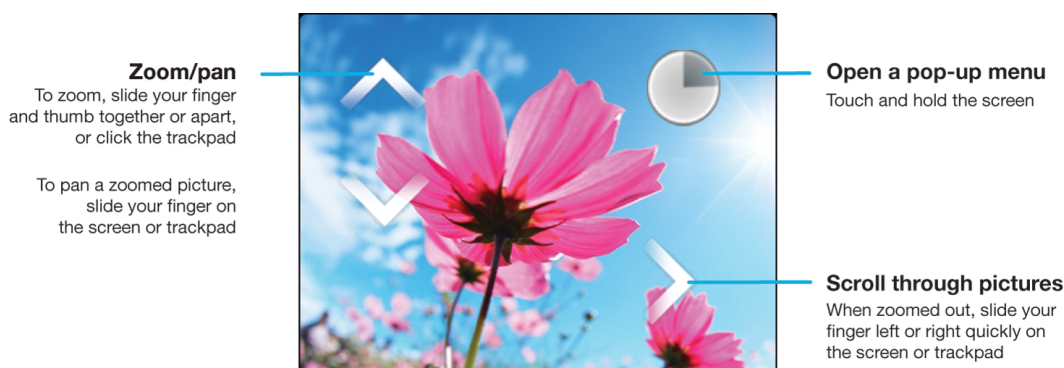 Zoom/pan
To zoom, slide your finger
and thumb together or apart,
or click the trackpad
To pan a zoomed picture,
slide your finger on
the screen or trackpad
Open a pop-up menu
Touch and hold the screen
Scroll through pictures
When zoomed out, slide your
finger left or right quickly on
the screen or trackpad